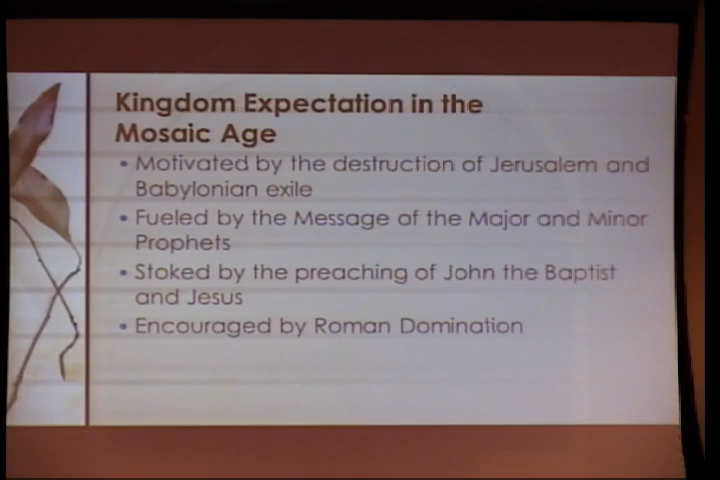 Kingdom Expectation in the
Mosaic Age
• Motivated by the destruction of Jerusalem and
Babylonian exile
• Fueled by the Message of the Major and Minor
Prophets
• Stoked by the preaching of John the Baptist
and Jesus
• Encouraged by Roman Domination